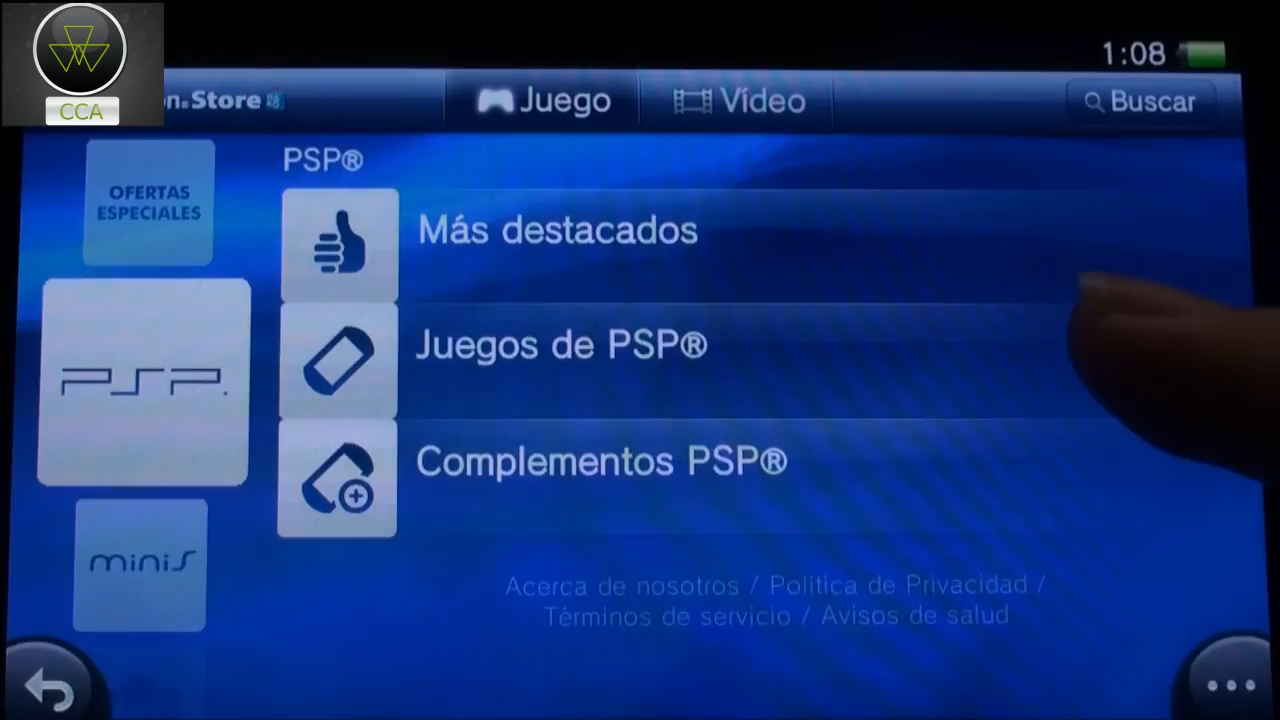 CCA
1:08
n.Store
Juego
Vídeo
Buscar
OFERTAS
ESPECIALES
PSP®
Más destacados
PSP.
Juegos de PSP®
Complementos PSP®
minis
Acerca de nosotros / Política de Privacidad /
Términos de servicio / Avisos de salud